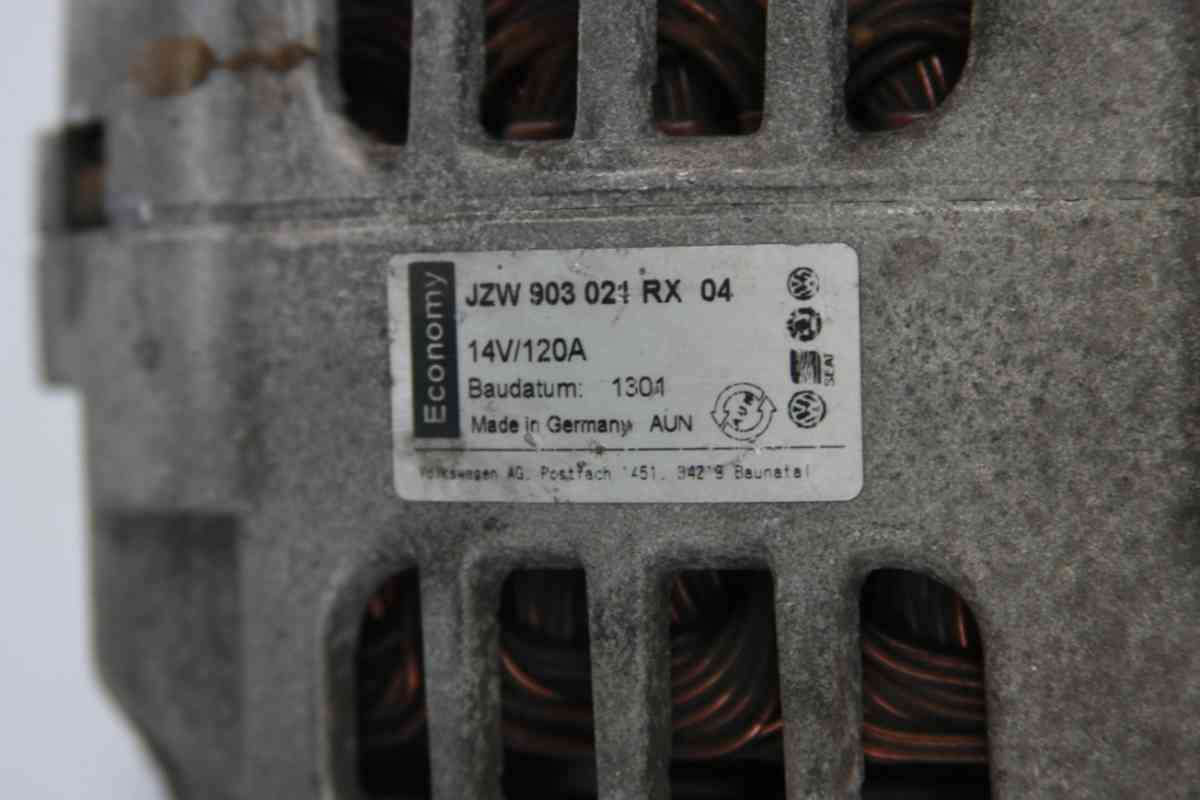 Economy
JZW 903 021 RX 04
14V/120A
Baudatum: 1301
Made in Germany AUN
SEAT
Volkswagen AG. Postfach 1451. 34219 Baunatal